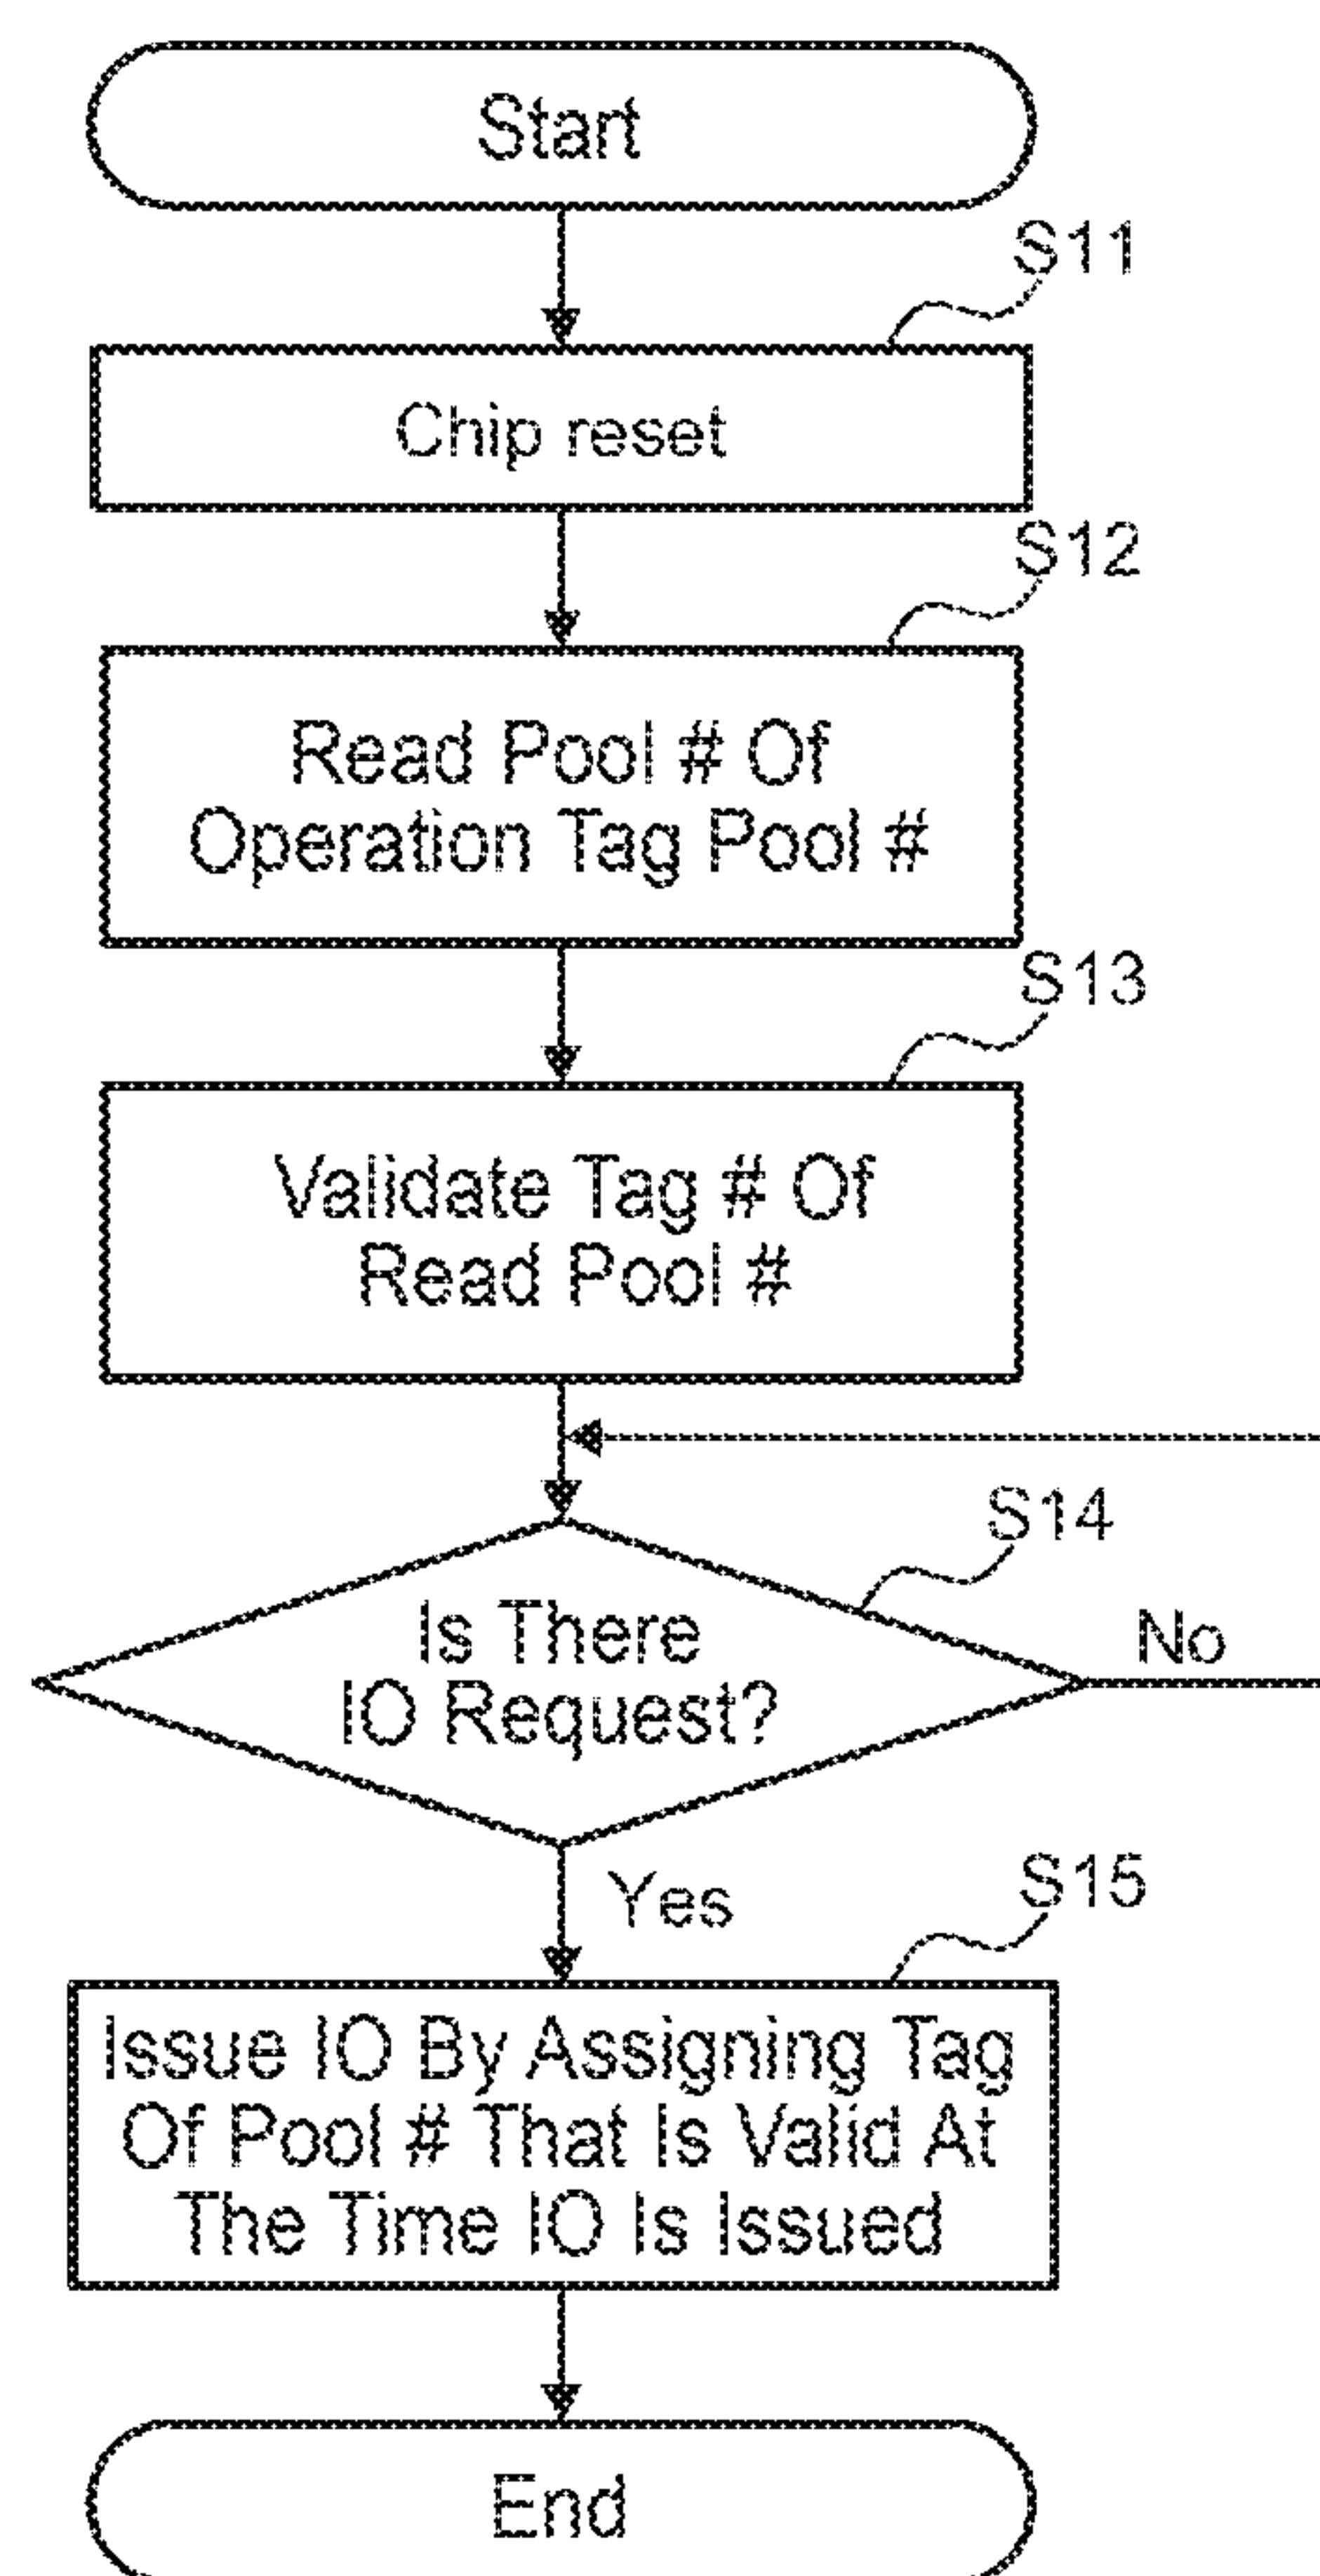 Start
S11
Chip reset
S12
Read Pool # Of
Operation Tag Pool #
S13
Validate Tag # Of
Read Pool #
S14
Is There
IO Request?
No
Yes
S15
Issue IO By Assigning Tag
Of Pool # That Is Valid At
The Time IO Is Issued
End